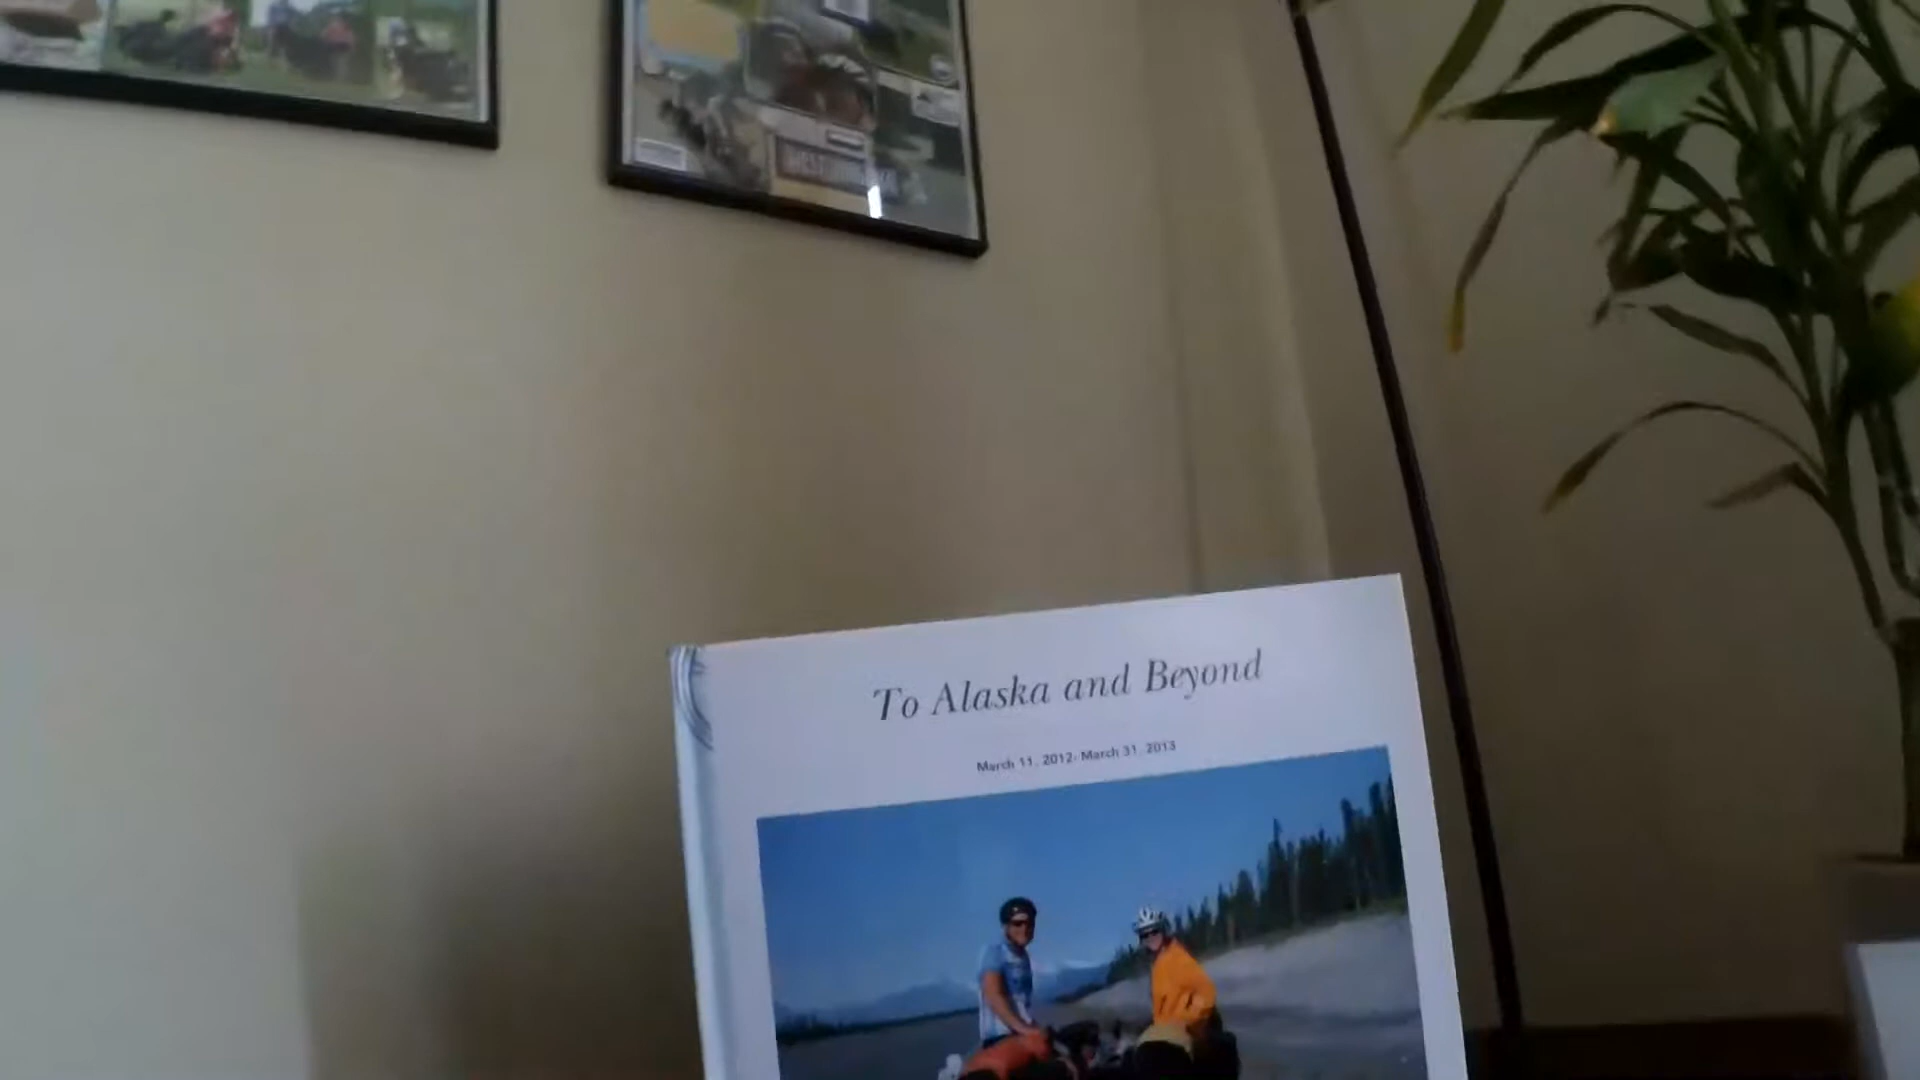 To Alaska and Beyond
March 11, 2012- March 31, 2013